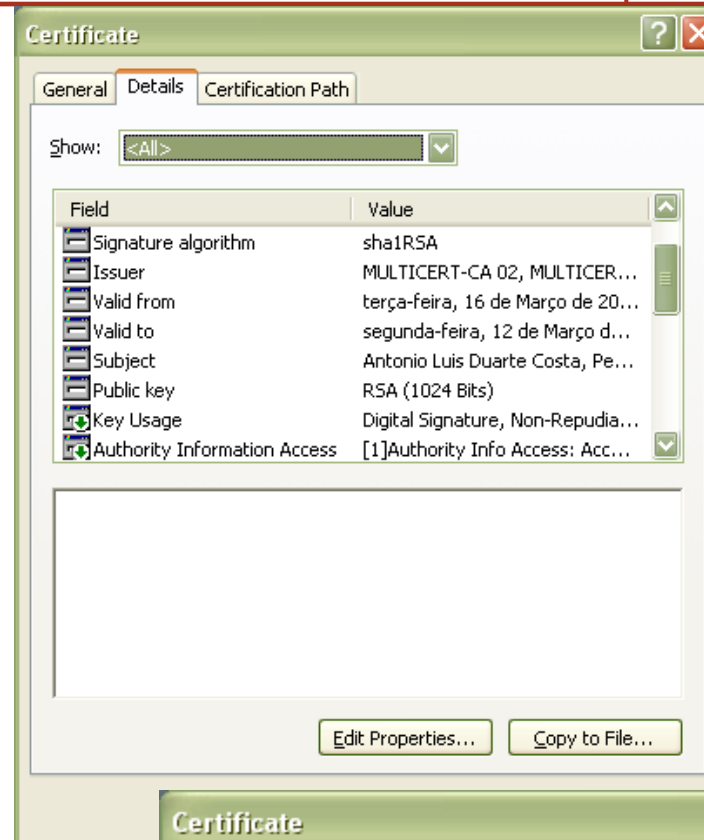 Certificate
General Details Certification Path
Show: <All>
Field Value
Signature algorithm sha1RSA
Issuer MULTICERT-CA 02, MULTICER...
Valid from terça-feira, 16 de Março de 20...
Valid to segunda-feira, 12 de Março d...
Subject Antonio Luis Duarte Costa, Pe...
Public key RSA (1024 Bits)
Key Usage Digital Signature, Non-Repudia...
Authority Information Access [1]Authority Info Access: Acc...
Edit Properties... Copy to File...
Certificate